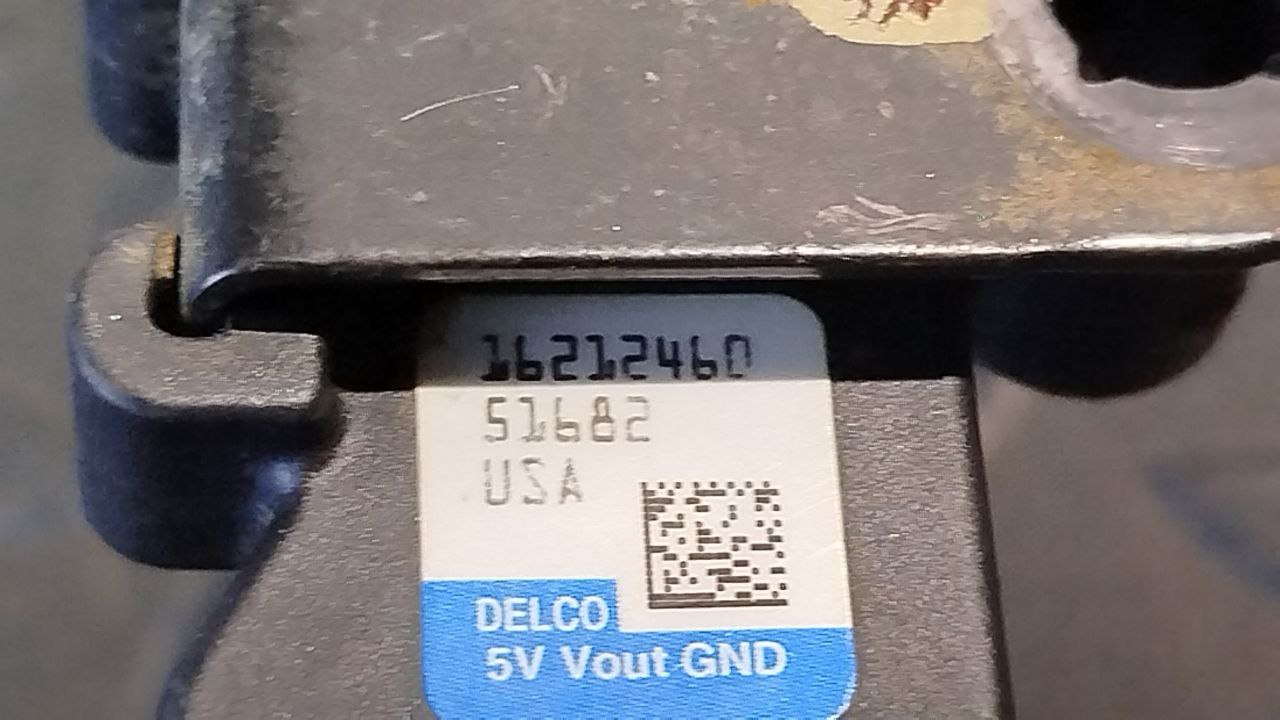 16212460
51682
USA
DELCO
5V Vout GND